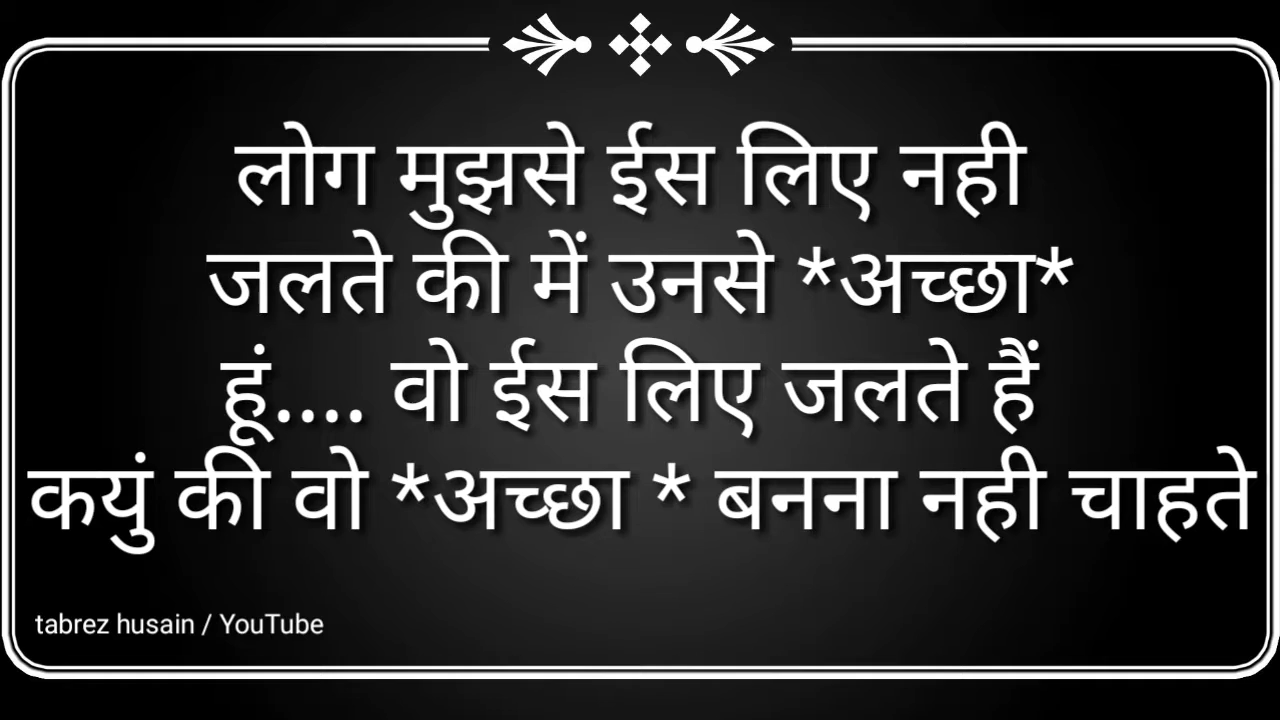 लोग मुझसे ईस लिए नही
जलते की में उनसे *अच्छा*
हूं.... वो ईस लिए जलते हैं
कयुं की वो *अच्छा * बनना नही चाहते
tabrez husain / YouTube